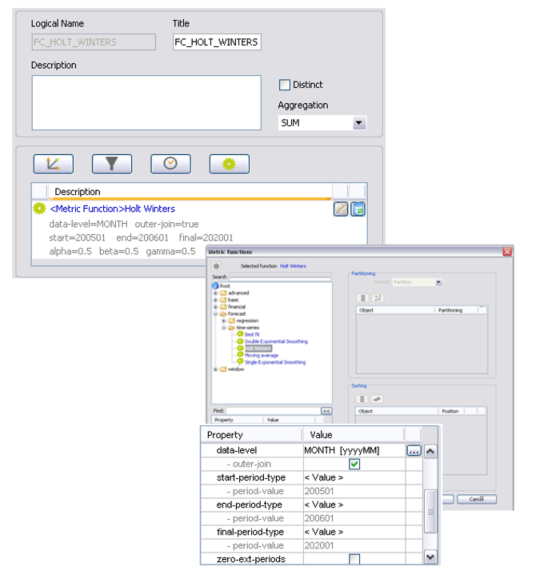 Logical Name Title
FC_HOLT_WINTERS FC_HOLT_WINTERS
Description
Distinct
Aggregation
SUM
Description
<Metric Function>Holt Winters
data-level=MONTH outer-join=true
start=200501 end=200601 final=202001
alpha=0.5 beta=0.5 gamma=0.5
Metric Functions
Selected function Holt Winters
Search
Root
advanced
basic
financial
forecast
regression
time-series
Best fit
Double Exponential Smoothing
Holt Winters
Moving average
Single Exponential Smoothing
window
Find:
<<
Property Value
Partitioning
Default Partition
Object Partitioning
Sorting
Object Position
Cancel
Property Value
data-level MONTH [yyyyMM] ...
- outer-join
start-period-type < Value >
- period-value 200501
end-period-type < Value >
- period-value 200601
final-period-type < Value >
- period-value 202001
zero-ext-periods